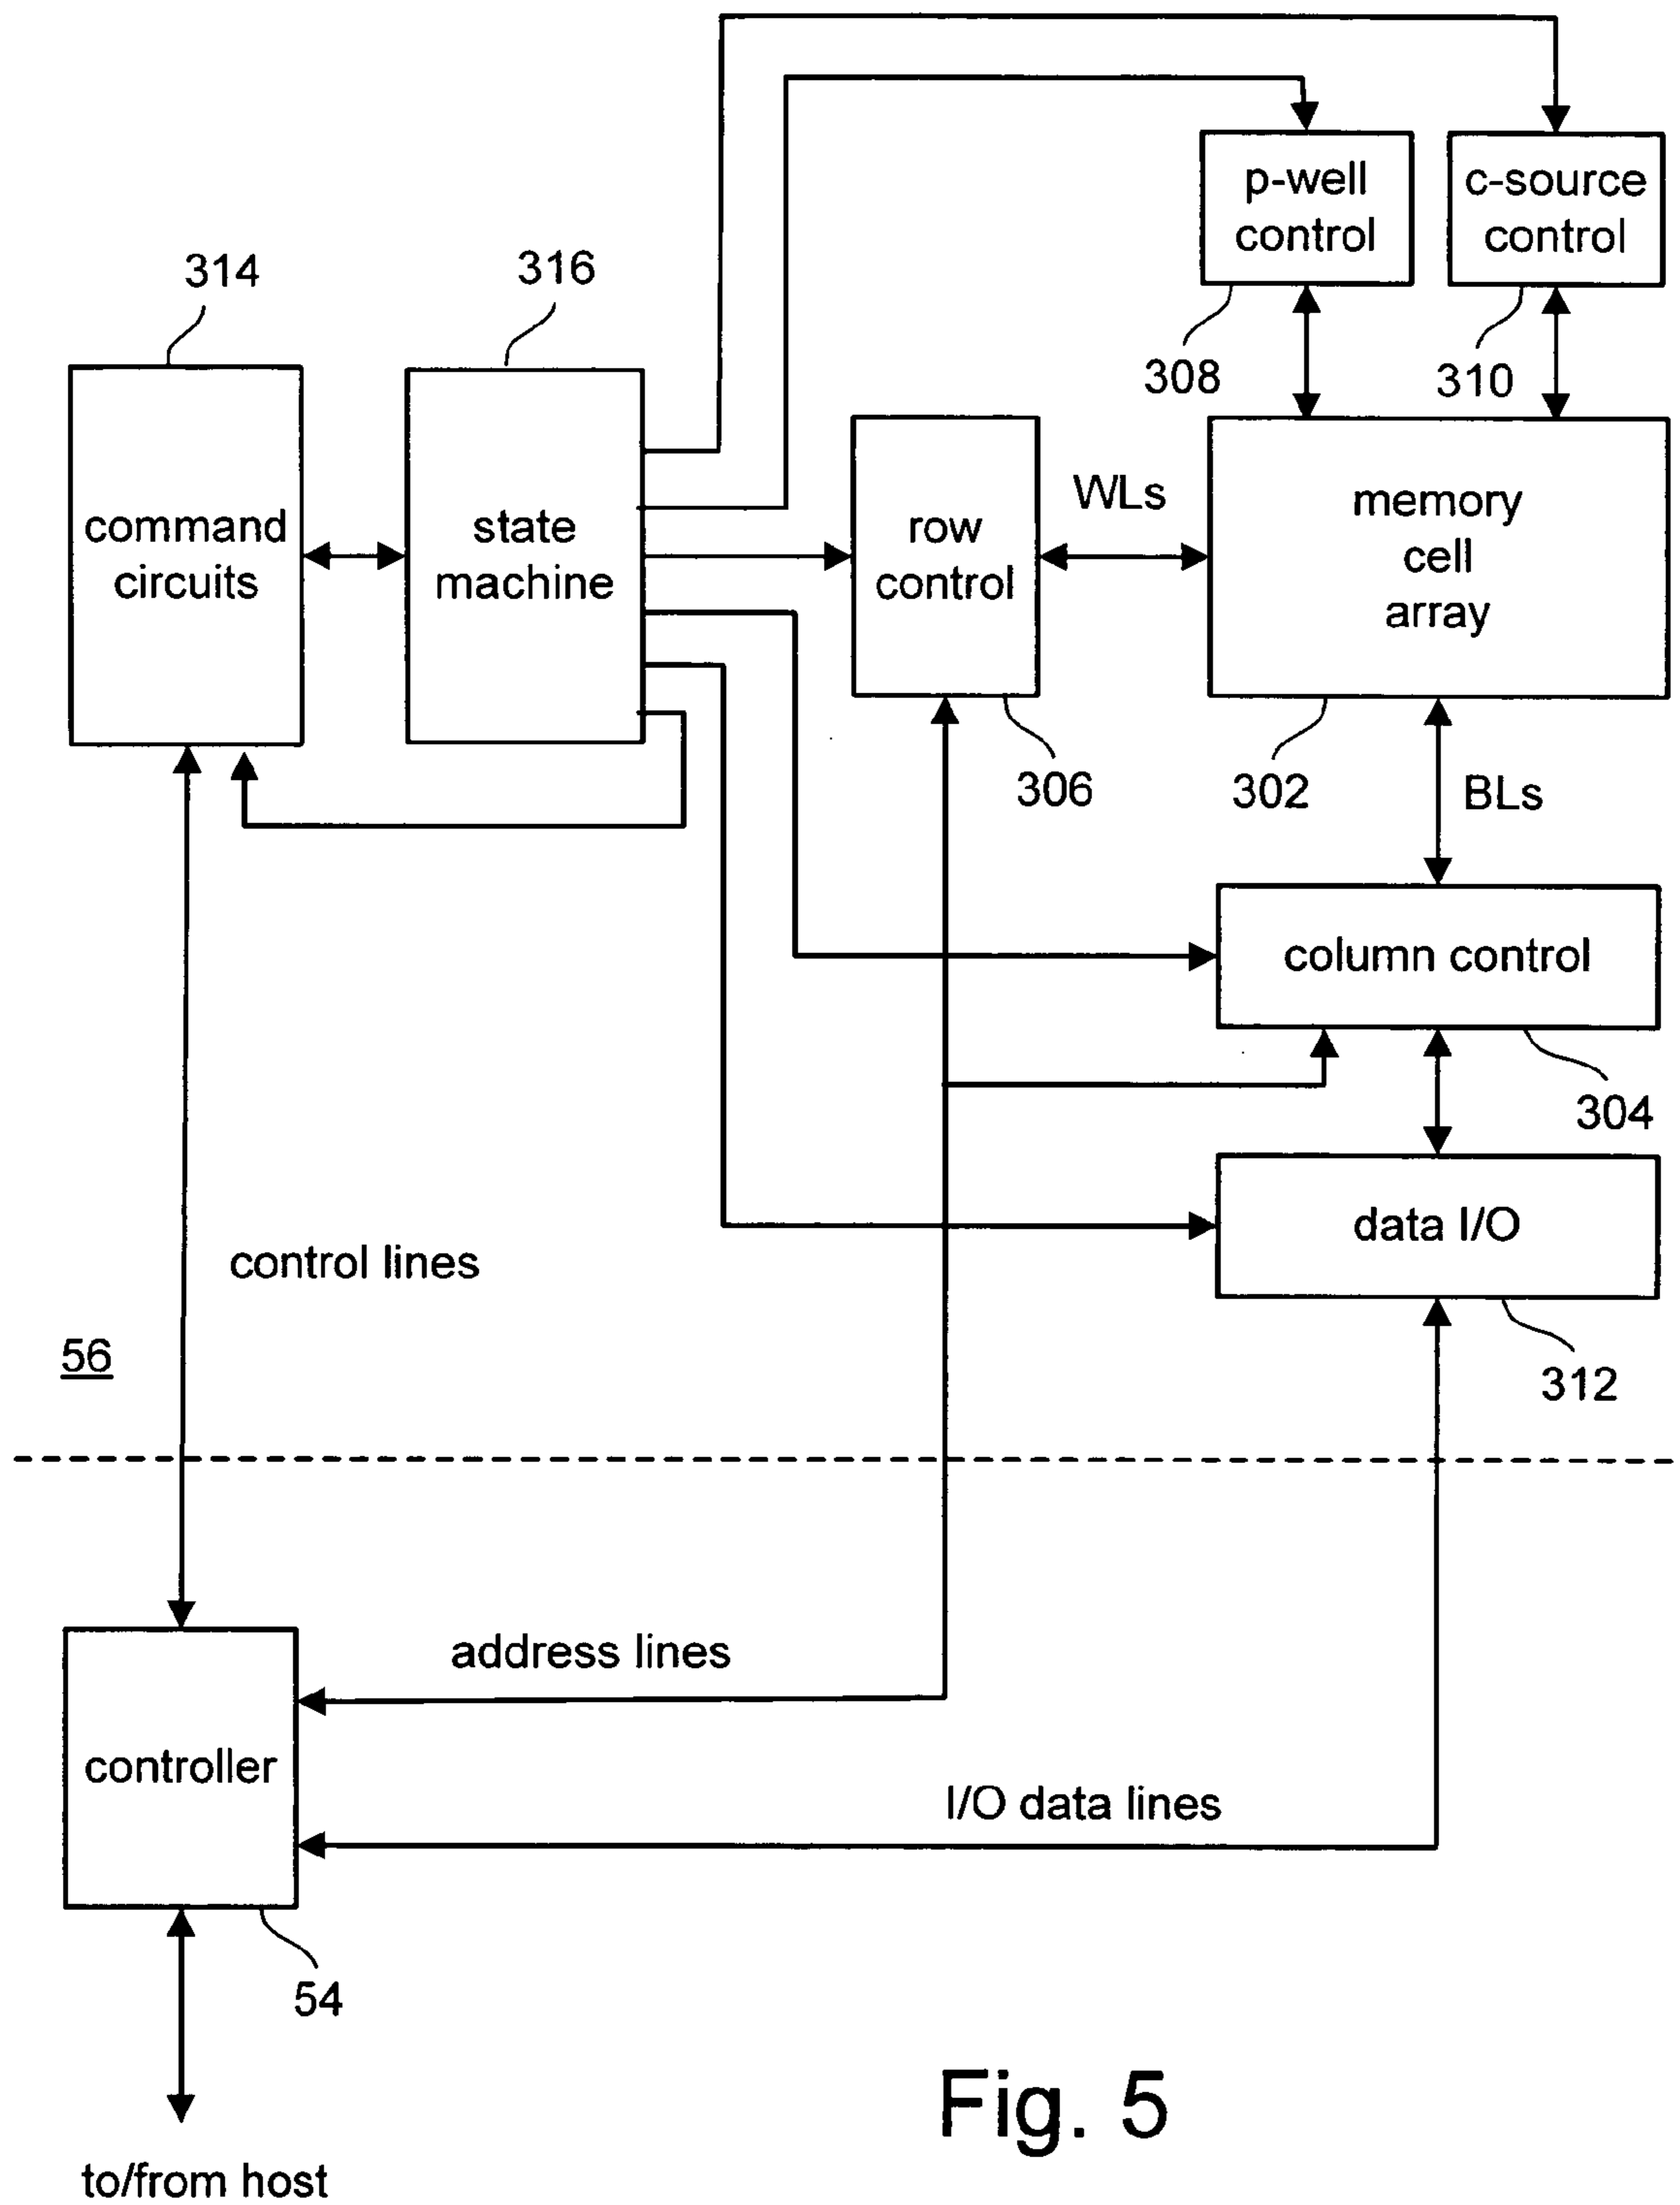 p-well
control
c-source
control
314
316
308
310
command
circuits
state
machine
row
control
WLs
memory
cell
array
306
302
BLs
column control
304
data I/O
control lines
56
312
address lines
controller
I/O data lines
54
Fig. 5
to/from host